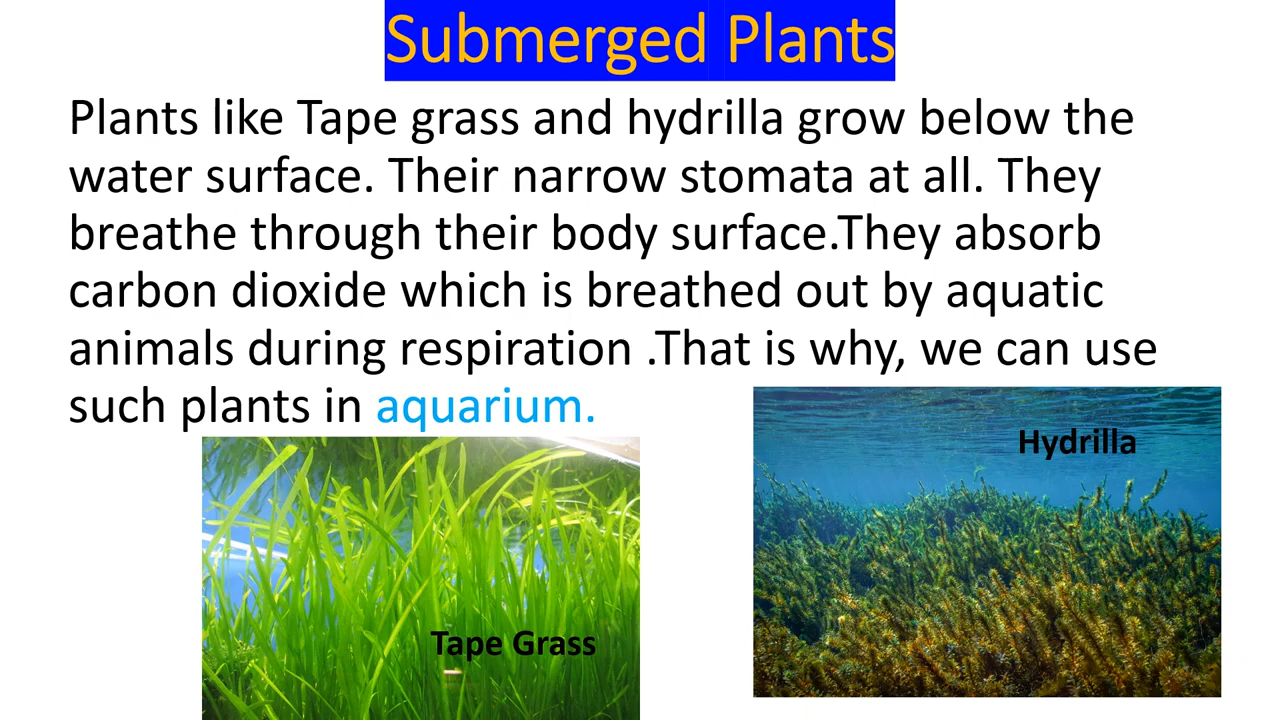 Submerged Plants
Plants like Tape grass and hydrilla grow below the
water surface. Their narrow stomata at all. They
breathe through their body surface.They absorb
carbon dioxide which is breathed out by aquatic
animals during respiration .That is why, we can use
such plants in aquarium.
Hydrilla
Tape Grass